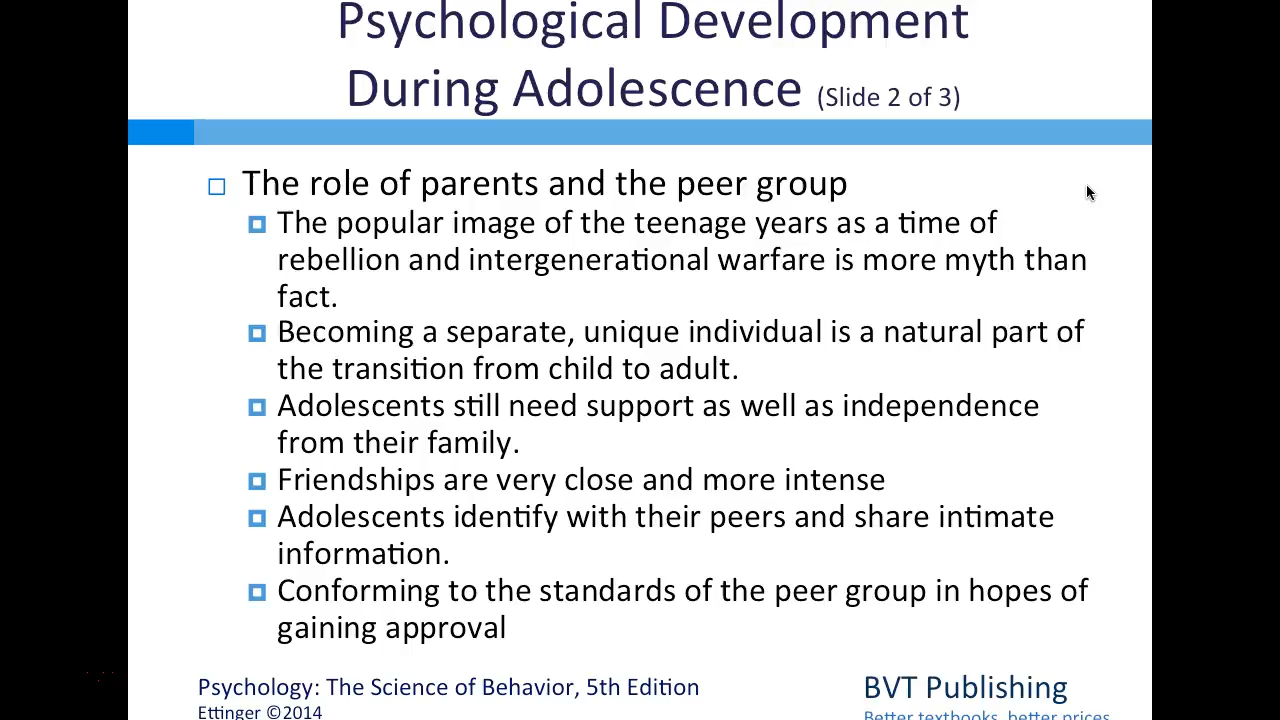 Psychological Development
During Adolescence (Slide 2 of 3)
The role of parents and the peer group
The popular image of the teenage years as a time of
rebellion and intergenerational warfare is more myth than
fact.
Becoming a separate, unique individual is a natural part of
the transition from child to adult.
Adolescents still need support as well as independence
from their family.
Friendships are very close and more intense
Adolescents identify with their peers and share intimate
information.
Conforming to the standards of the peer group in hopes of
gaining approval
Psychology: The Science of Behavior, 5th Edition
Ettinger ©2014
BVT Publishing
Better textbooks, better prices